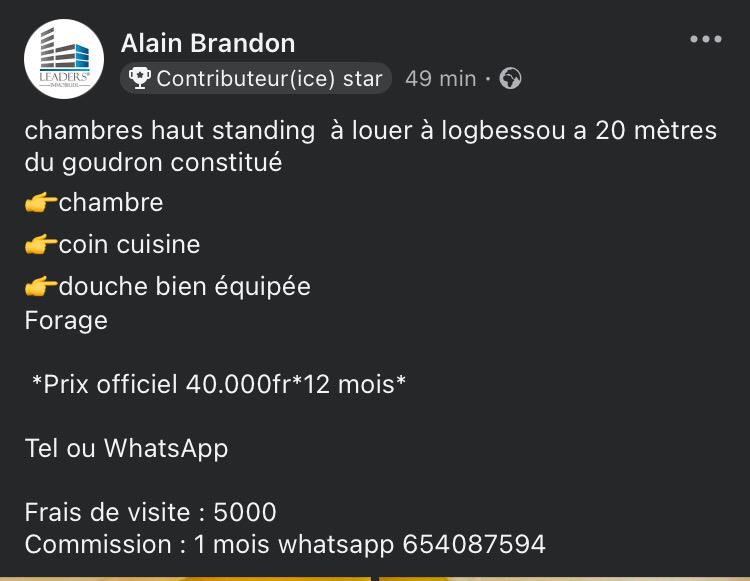 LEADERS
IMMOBILIER
Alain Brandon
Contributeur(ice) star 49 min ·
chambres haut standing à louer à logbessou a 20 mètres
du goudron constitué
👉chambre
👉coin cuisine
👉douche bien équipée
Forage
*Prix officiel 40.000fr*12 mois*
Tel ou WhatsApp
Frais de visite : 5000
Commission : 1 mois whatsapp 654087594